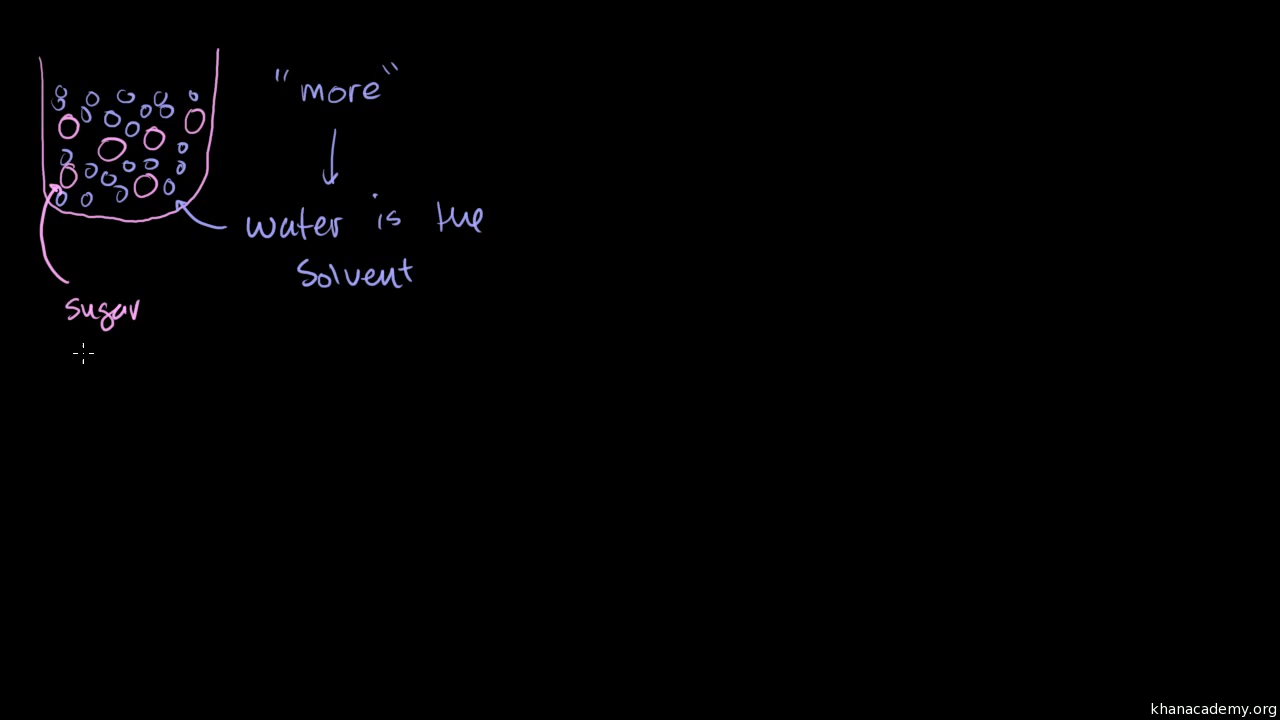 "more"
water is the
Solvent
sugar
khanacademy.org